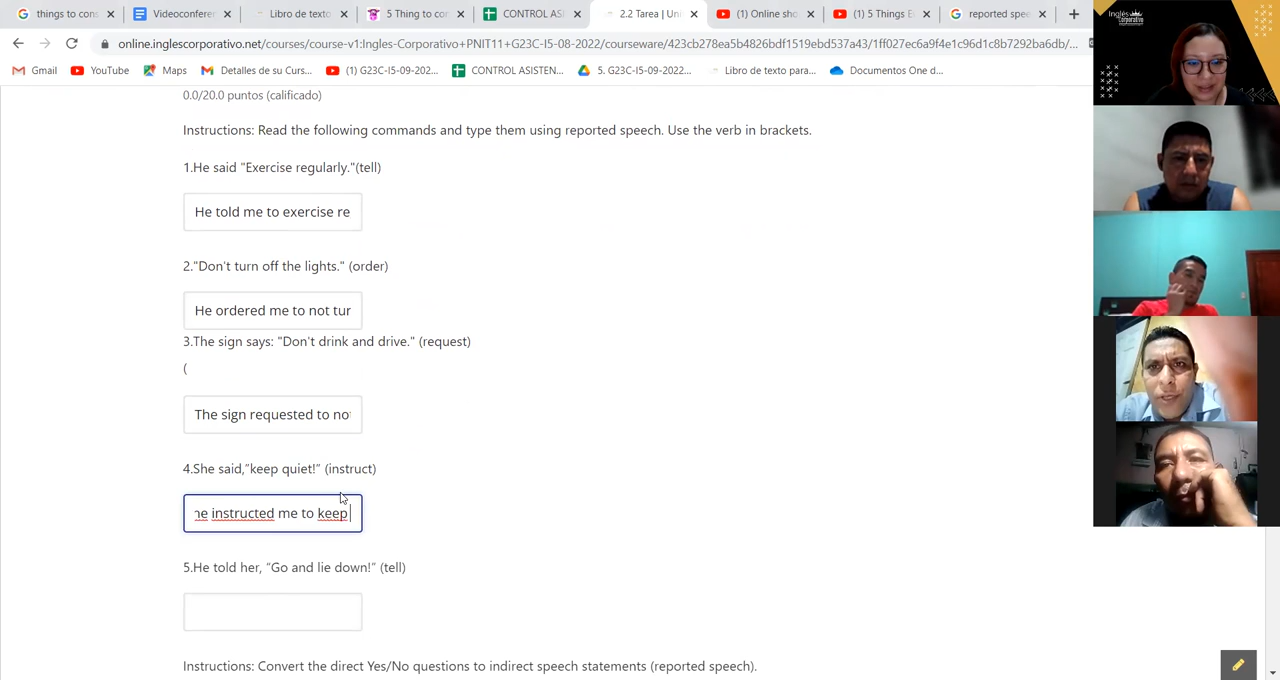 things to cons
Videoconferen
Libro de texto
5 Thing to con
CONTROL ASI
2.2 Tarea | Uni
(1) Online sho
(1) 5 Things E
reported spee
online.inglescorporativo.net/courses/course-v1:Ingles-Corporativo+PNIT11+G23C-I5-08-2022/courseware/423cb278ea5b4826bdf1519ebd537a43/1ff027ec6a9f4e1c96d1c8b7292ba6db/...
Gmail
YouTube
Maps
Detalles de su Curs...
(1) G23C-I5-09-202...
CONTROL ASISTEN...
5. G23C-I5-09-2022...
Libro de texto para...
Documentos One d...
Inglés Corporativo
0.0/20.0 puntos (calificado)
Instructions: Read the following commands and type them using reported speech. Use the verb in brackets.
1.He said "Exercise regularly."(tell)
He told me to exercise re
2."Don't turn off the lights." (order)
He ordered me to not tur
3.The sign says: "Don't drink and drive." (request)
(
The sign requested to no
4.She said,"keep quiet!" (instruct)
he instructed me to keep
5.He told her, "Go and lie down!" (tell)
Instructions: Convert the direct Yes/No questions to indirect speech statements (reported speech).